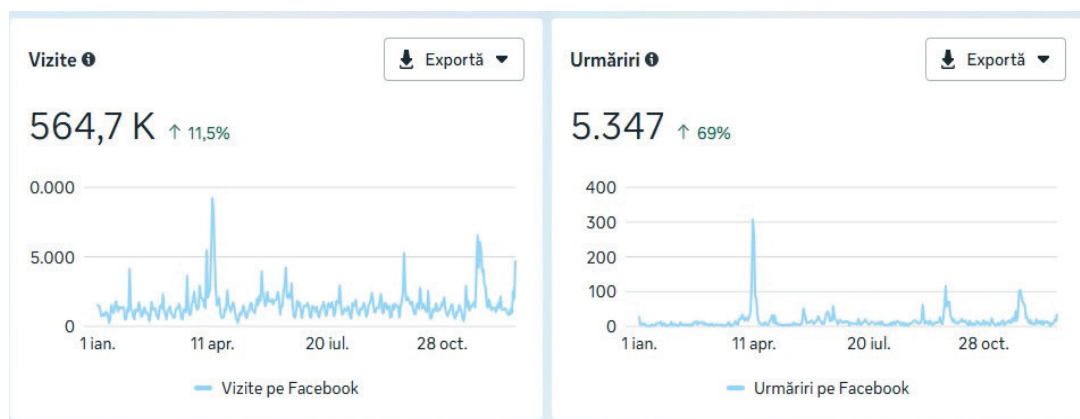 Vizite
Exportă
564,7 K ↑ 11,5%
0.000
5.000
0
1 ian.
11 apr.
20 iul.
28 oct.
Vizite pe Facebook
Urmăriri
Exportă
5.347 ↑ 69%
400
300
200
100
0
1 ian.
11 apr.
20 iul.
28 oct.
Urmăriri pe Facebook